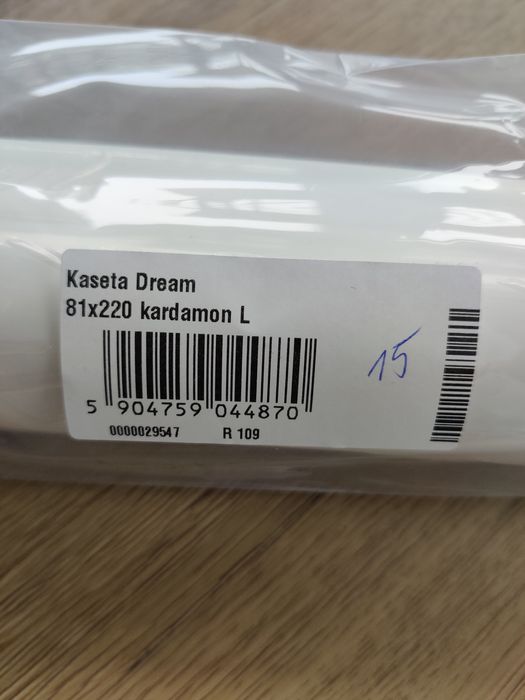 Kaseta Dream
81x220 kardamon L
15
5 904759 044870
0000029547 R 109